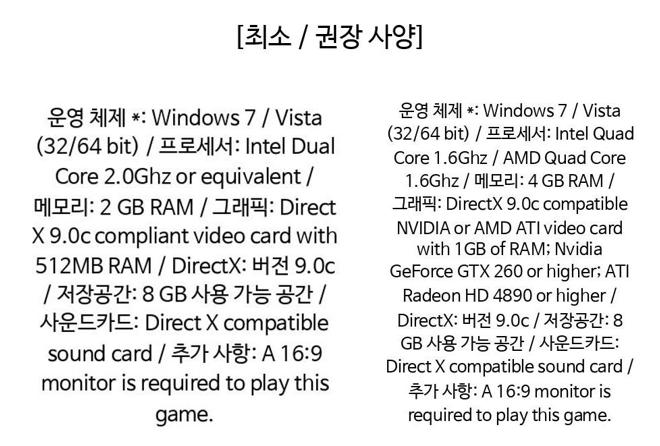 [최소 / 권장 사양]
운영 체제 *: Windows 7 / Vista
(32/64 bit) / 프로세서: Intel Dual
Core 2.0Ghz or equivalent /
메모리: 2 GB RAM / 그래픽: Direct
X 9.0c compliant video card with
512MB RAM / DirectX: 버전 9.0c
/ 저장공간: 8 GB 사용 가능 공간 /
사운드카드: Direct X compatible
sound card / 추가 사항: A 16:9
monitor is required to play this
game.
운영 체제 *: Windows 7 / Vista
(32/64 bit) / 프로세서: Intel Quad
Core 1.6Ghz / AMD Quad Core
1.6Ghz / 메모리: 4 GB RAM /
그래픽: DirectX 9.0c compatible
NVIDIA or AMD ATI video card
with 1GB of RAM; Nvidia
GeForce GTX 260 or higher; ATI
Radeon HD 4890 or higher /
DirectX: 버전 9.0c / 저장공간: 8
GB 사용 가능 공간 / 사운드카드:
Direct X compatible sound card /
추가 사항: A 16:9 monitor is
required to play this game.